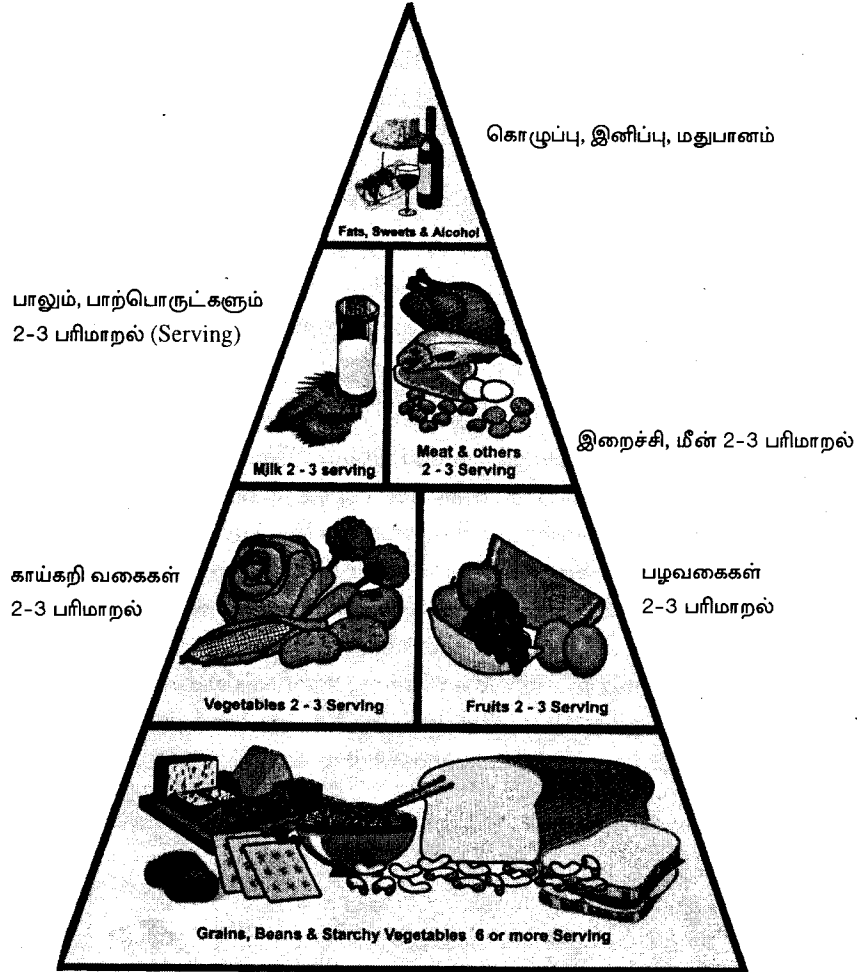 கொழுப்பு, இனிப்பு, மதுபானம்
Fats, Sweets & Alcohol
பாலும், பாற்பொருட்களும்
2-3 பரிமாறல் (Serving)
Milk 2 - 3 serving
Meat & others
2 - 3 Serving
இறைச்சி, மீன் 2-3 பரிமாறல்
காய்கறி வகைகள்
2-3 பரிமாறல்
பழவகைகள்
2-3 பரிமாறல்
Vegetables 2 - 3 Serving
Fruits 2 - 3 Serving
Grains, Beans & Starchy Vegetables 6 or more Serving